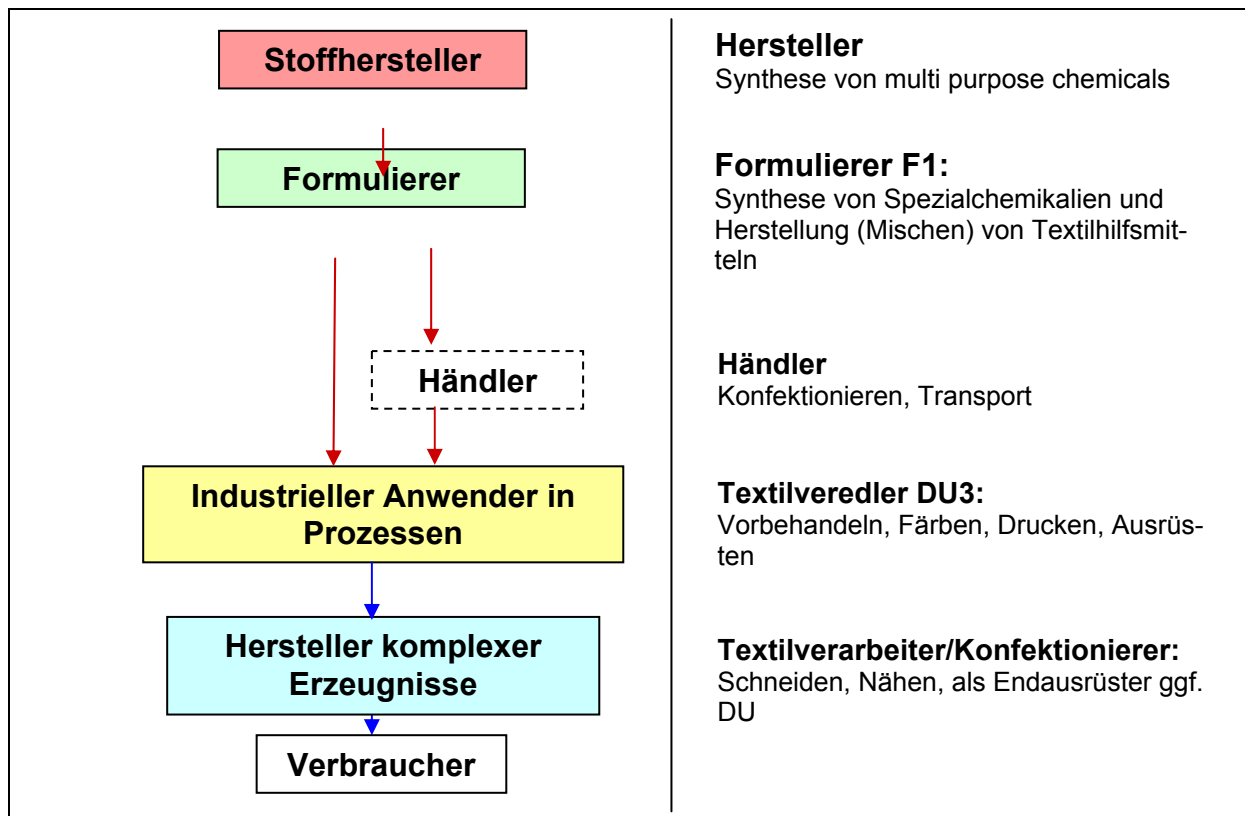 Stoffhersteller
Hersteller
Synthese von multi purpose chemicals
Formulierer
Formulierer F1:
Synthese von Spezialchemikalien und
Herstellung (Mischen) von Textilhilfsmit-
teln
Händler
Händler
Konfektionieren, Transport
Industrieller Anwender in
Prozessen
Textilveredler DU3:
Vorbehandeln, Färben, Drucken, Ausrüs-
ten
Hersteller komplexer
Erzeugnisse
Textilverarbeiter/Konfektionierer:
Schneiden, Nähen, als Endausrüster ggf.
DU
Verbraucher